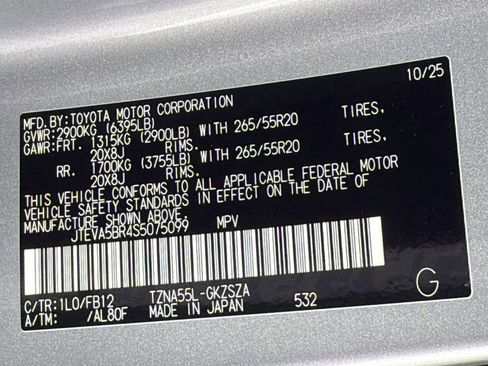 10/25
MFD.BY:TOYOTA MOTOR CORPORATION
GVWR:2900KG (6395LB)
GAWR:FRT. 1315KG (2900LB) WITH 265/55R20 TIRES,
20X8J RIMS.
RR. 1700KG (3755LB) WITH 265/55R20 TIRES,
20X8J RIMS.
THIS VEHICLE CONFORMS TO ALL APPLICABLE FEDERAL MOTOR
VEHICLE SAFETY STANDARDS IN EFFECT ON THE DATE OF
MANUFACTURE SHOWN ABOVE.
JTEVA5BR4S5075099 MPV
C/TR:1L0/FB12 TZNA55L-GKZSZA
A/TM: /AL80F MADE IN JAPAN 532 G